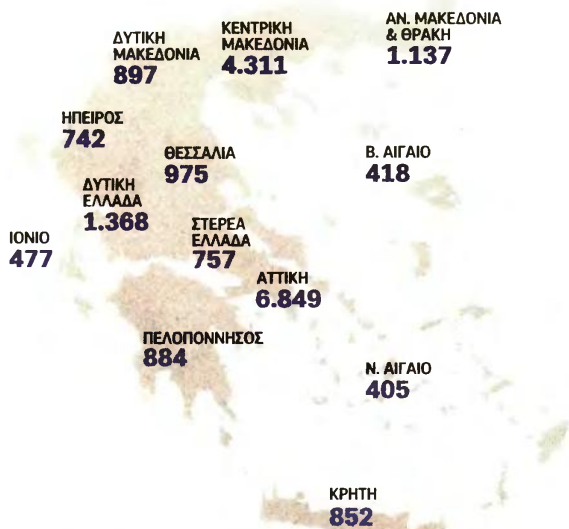 ΔΥΤΙΚΗ
ΜΑΚΕΔΟΝΙΑ
897
ΚΕΝΤΡΙΚΗ
ΜΑΚΕΔΟΝΙΑ
4.311
ΑΝ. ΜΑΚΕΔΟΝΙΑ
& ΘΡΑΚΗ
1.137
ΗΠΕΙΡΟΣ
742
ΘΕΣΣΑΛΙΑ
975
Β. ΑΙΓΑΙΟ
418
ΔΥΤΙΚΗ
ΕΛΛΑΔΑ
1.368
ΙΟΝΙΟ
477
ΣΤΕΡΕΑ
ΕΛΛΑΔΑ
757
ΑΤΤΙΚΗ
6.849
ΠΕΛΟΠΟΝΝΗΣΟΣ
884
Ν. ΑΙΓΑΙΟ
405
ΚΡΗΤΗ
852